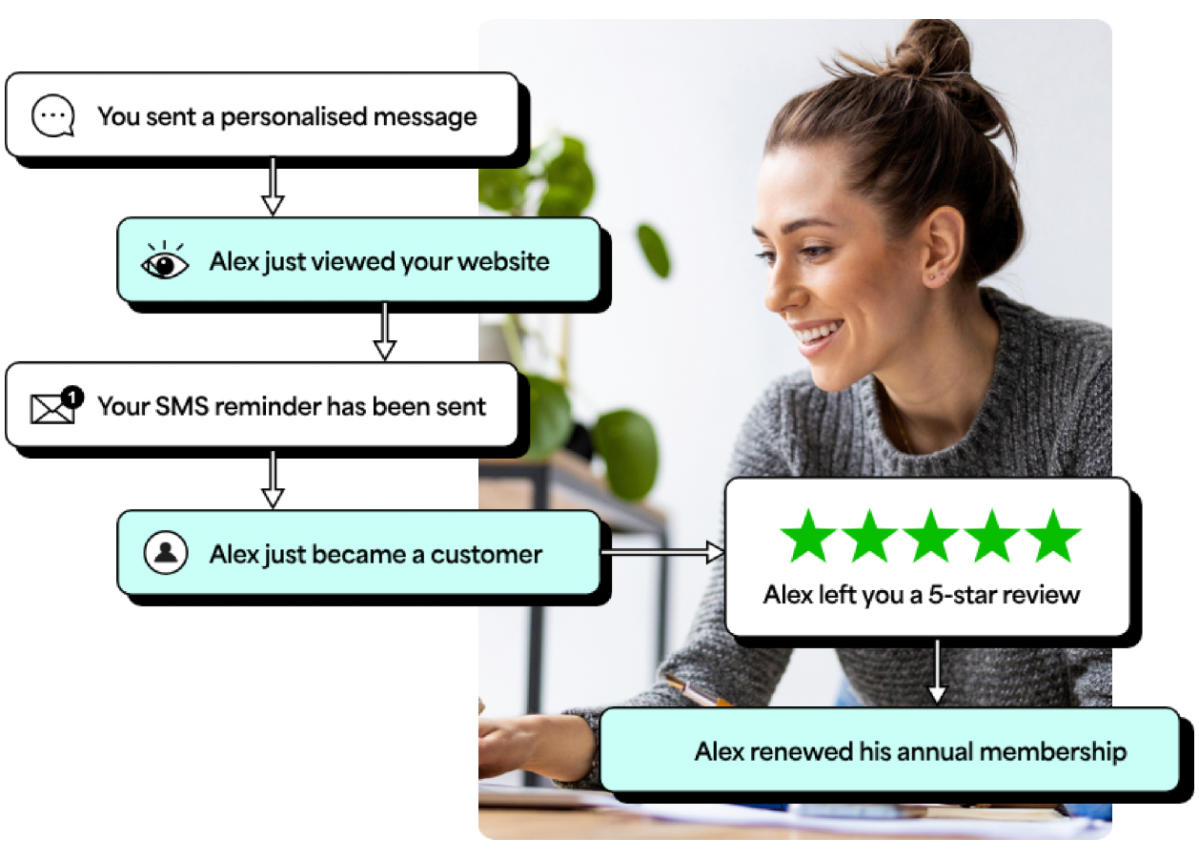 You sent a personalised message
Alex just viewed your website
1
Your SMS reminder has been sent
Alex just became a customer
Alex left you a 5-star review
Alex renewed his annual membership